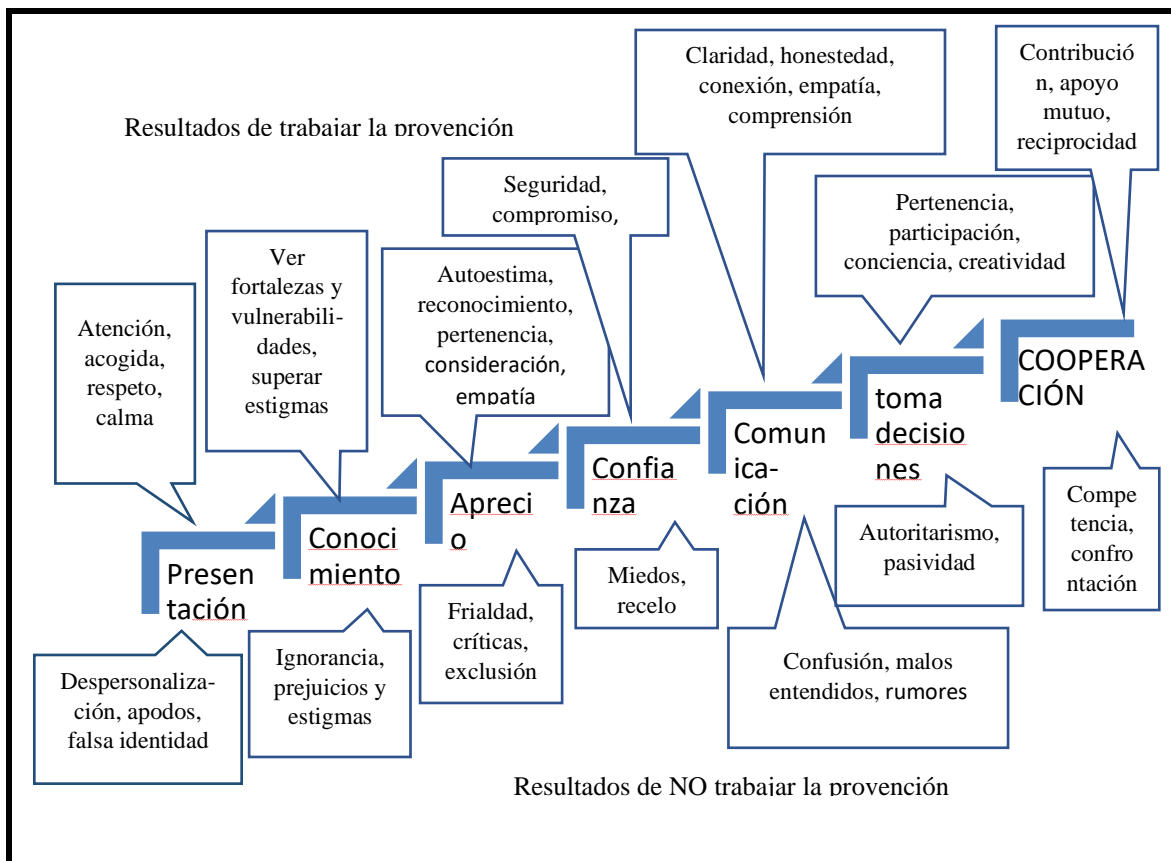 Resultados de trabajar la provención
Atención,
acogida,
respeto,
calma
Ver
fortalezas y
vulnerabili-
dades,
superar
estigmas
Autoestima,
reconocimiento,
pertenencia,
consideración,
empatía
Seguridad,
compromiso,
Claridad, honestedad,
conexión, empatía,
comprensión
Pertenencia,
participación,
conciencia, creatividad
Contribució
n, apoyo
mutuo,
reciprocidad
Presen
tación
Conoci
miento
Apreci
o
Confia
nza
Comun
ica-
ción
toma
decisio
nes
COOPERA
CIÓN
Despersonaliza-
ción, apodos,
falsa identidad
Ignorancia,
prejuicios y
estigmas
Frialdad,
críticas,
exclusión
Miedos,
recelo
Confusión, malos
entendidos, rumores
Autoritarismo,
pasividad
Compe
tencia,
confro
ntación
Resultados de NO trabajar la provención